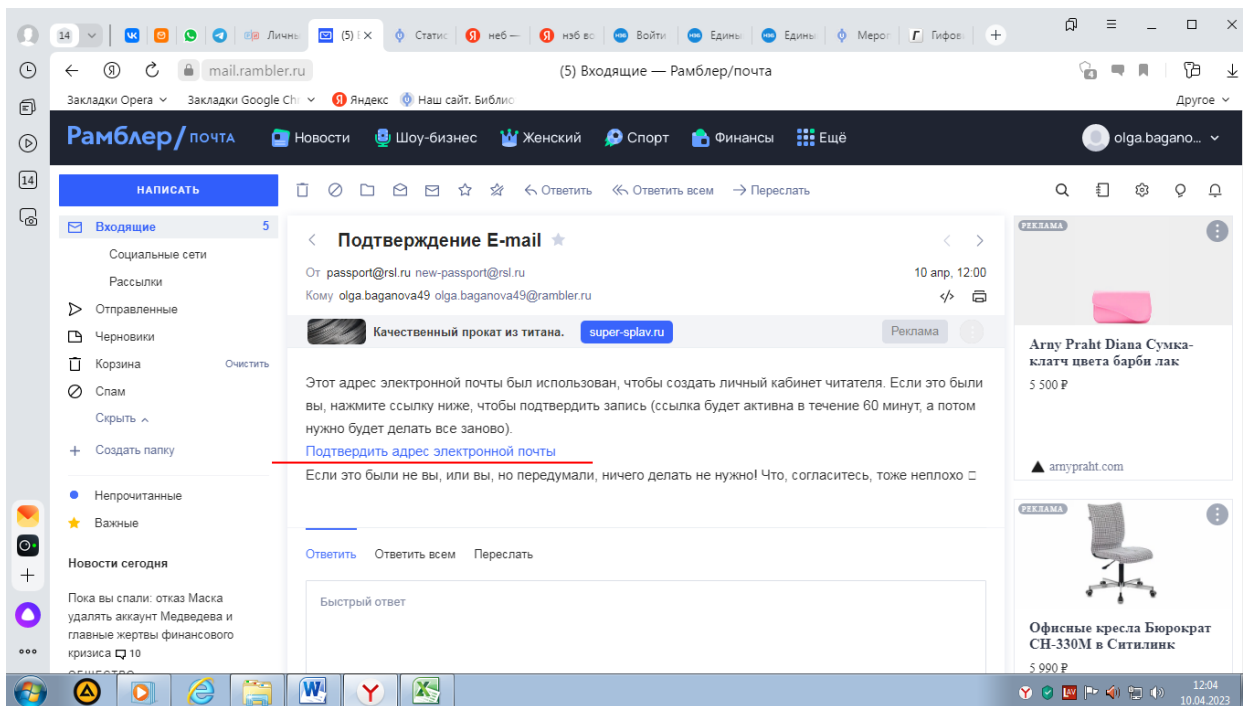 14
Личны
(5) Е
Статис
неб —
нэб вс
Войти
Едины
Едины
Мерог
Гифов
mail.rambler.ru
(5) Входящие — Рамблер/почта
4
Закладки Opera
Закладки Google Ch
Яндекс
Наш сайт. Библио
Другое
14
Рамблер/почта
Новости
Шоу-бизнес
Женский
Спорт
Финансы
Ещё
olga.bagano...
НАПИСАТЬ
Ответить
Ответить всем
Переслать
Входящие 5
Социальные сети
Рассылки
Отправленные
Черновики
Корзина Очистить
Спам
Скрыть
Создать папку
Непрочитанные
Важные
Новости сегодня
Пока вы спали: отказ Маска
удалять аккаунт Медведева и
главные жертвы финансового
кризиса 10
Подтверждение E-mail
От passport@rsl.ru new-passport@rsl.ru 10 апр, 12:00
Кому olga.baganova49 olga.baganova49@rambler.ru
Качественный прокат из титана. super-splav.ru Реклама
Этот адрес электронной почты был использован, чтобы создать личный кабинет читателя. Если это были
вы, нажмите ссылку ниже, чтобы подтвердить запись (ссылка будет активна в течение 60 минут, а потом
нужно будет делать все заново).
Подтвердить адрес электронной почты
Если это были не вы, или вы, но передумали, ничего делать не нужно! Что, согласитесь, тоже неплохо
Ответить Ответить всем Переслать
Быстрый ответ
РЕКЛАМА
Arny Praht Diana Сумка-
клатч цвета барби лак
5 500 ₽
arnypraht.com
РЕКЛАМА
Офисные кресла Бюрократ
CH-330M в Ситилинк
5 990 ₽
12:04
10.04.2023